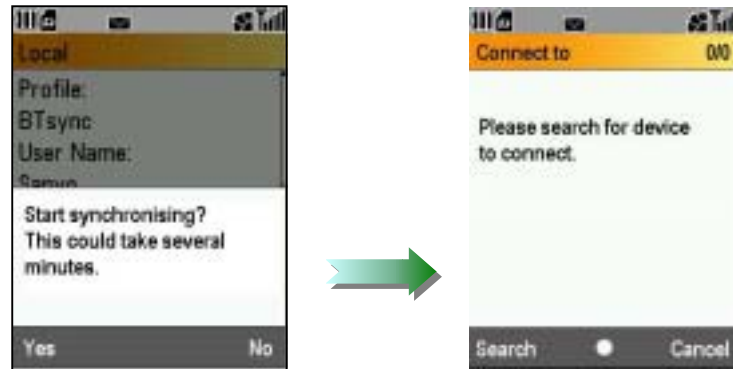 Local
Profile:
BTsync
User Name:
Sanyo
Start synchronising?
This could take several
minutes.
Yes No
Connect to 0/0
Please search for device
to connect.
Search Cancel